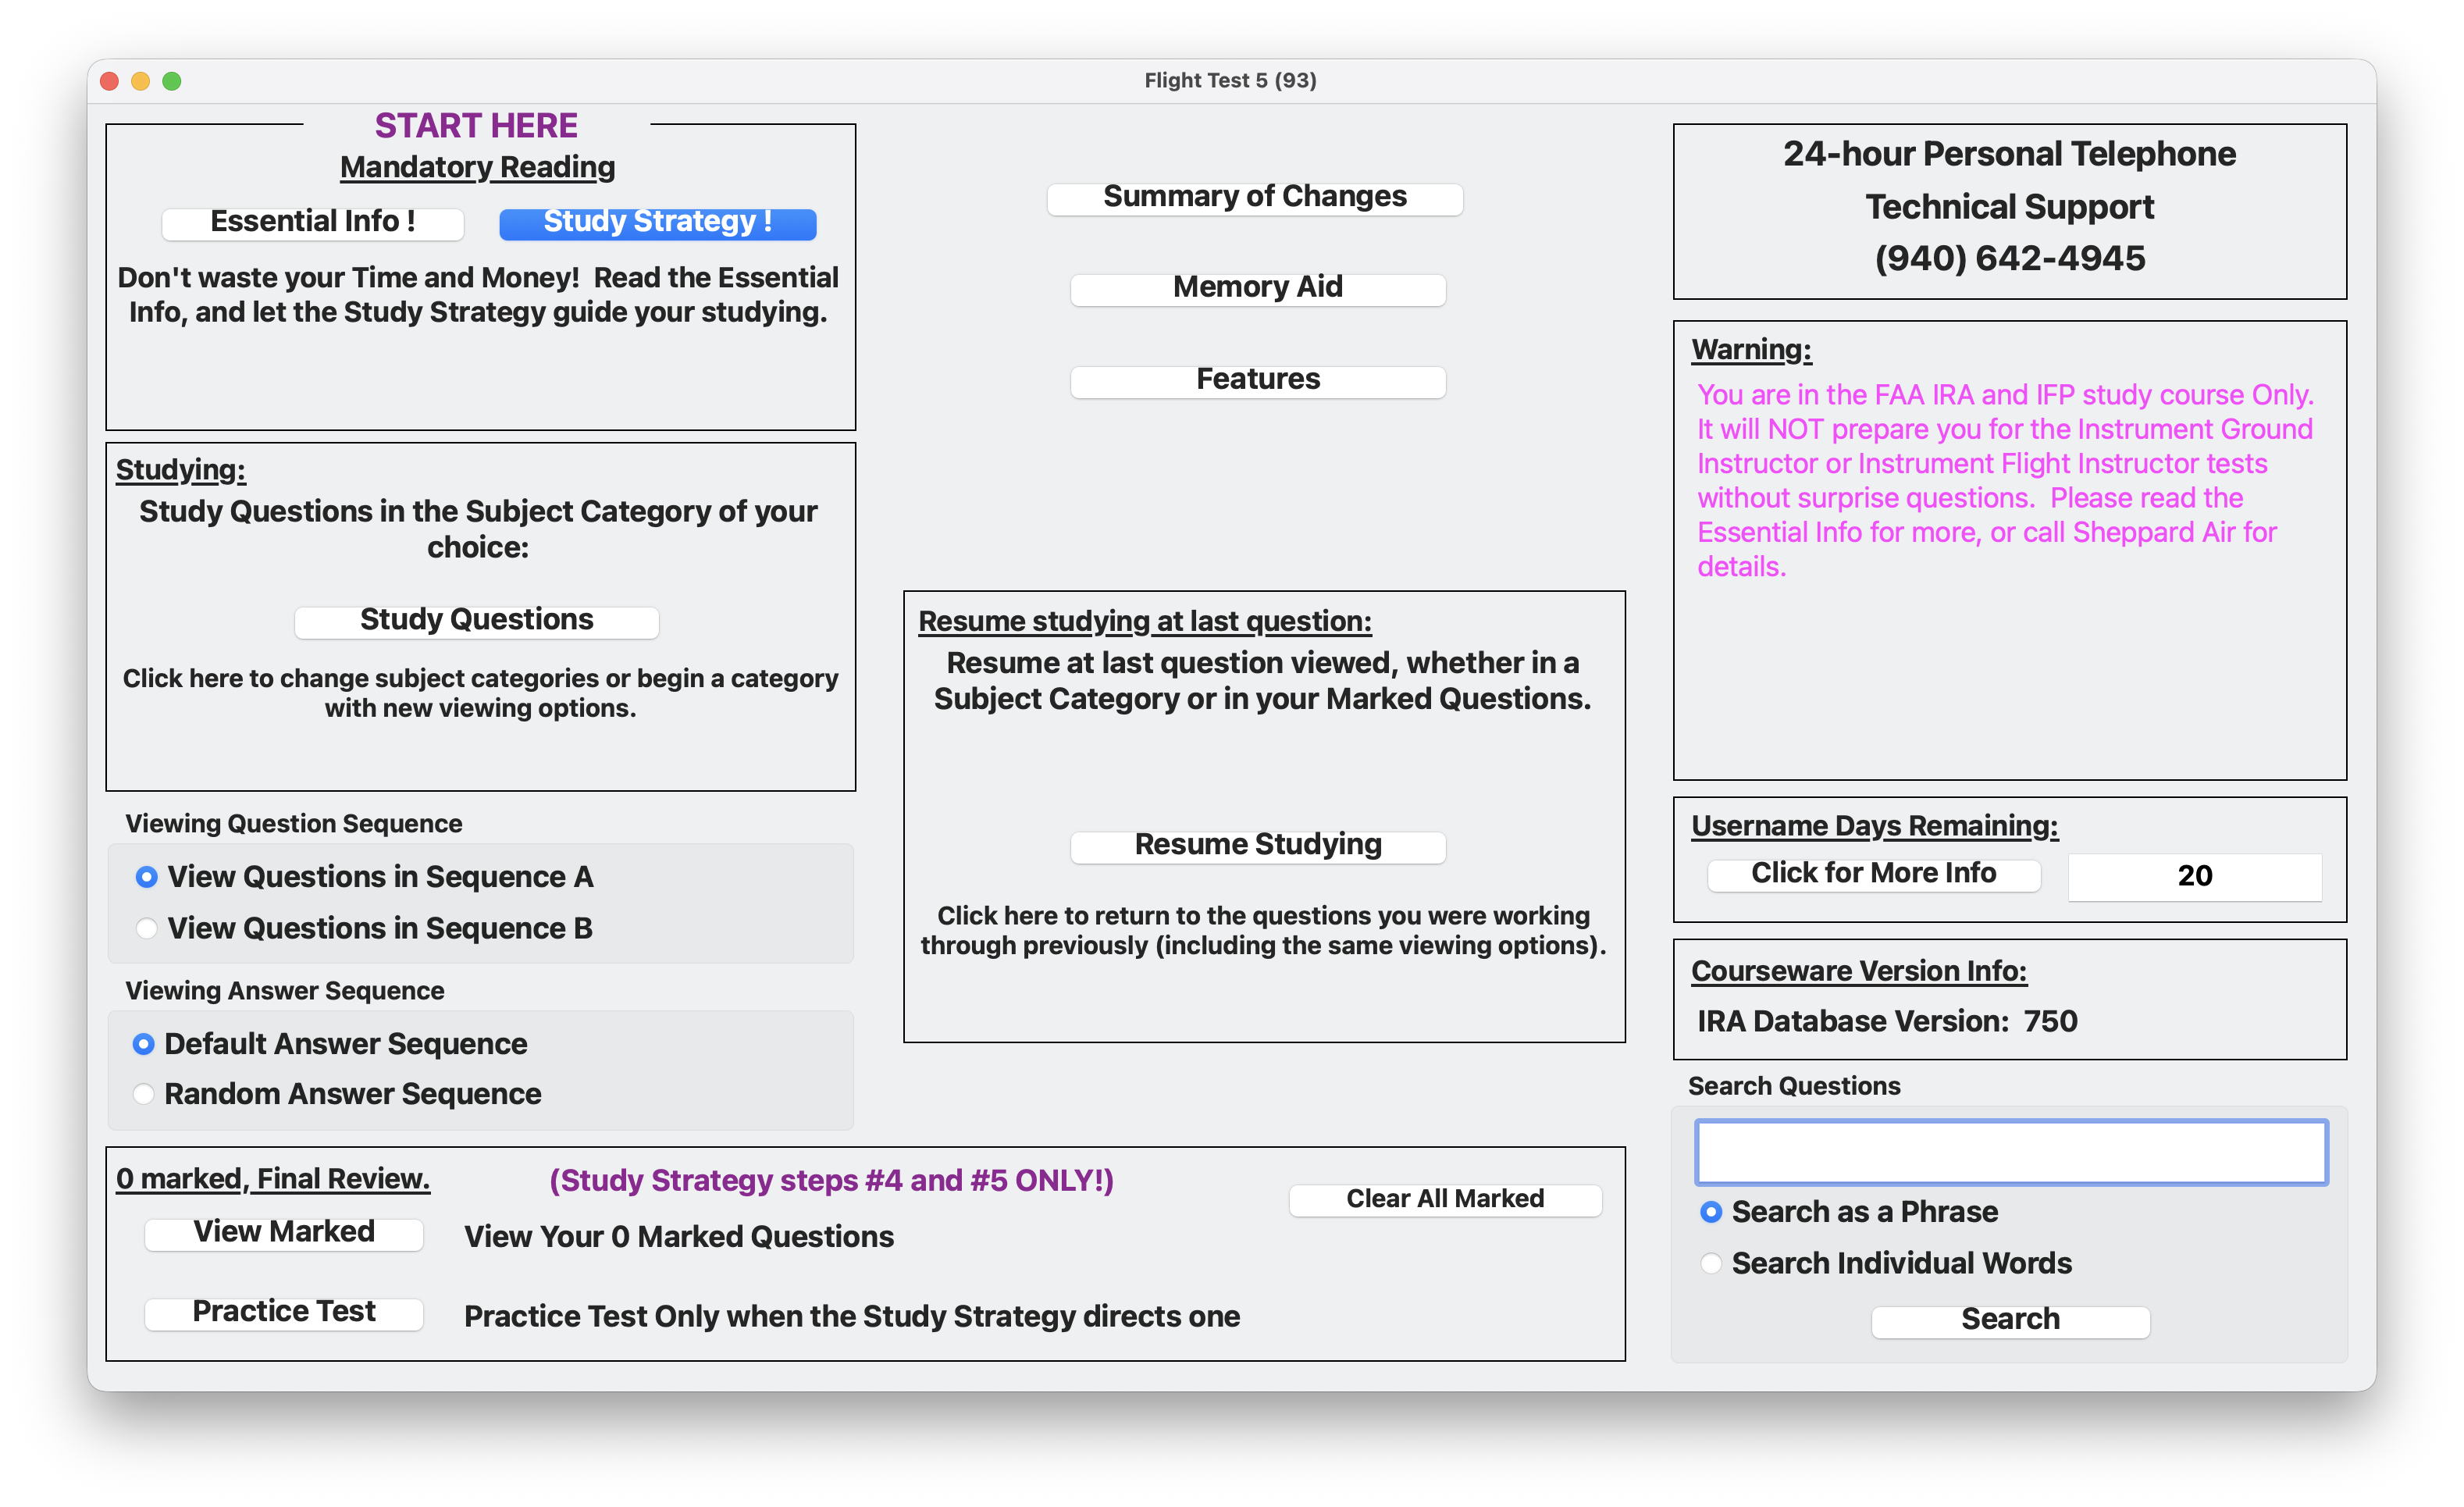 Flight Test 5 (93)
START HERE
Mandatory Reading
Essential Info !
Study Strategy !
Don't waste your Time and Money!  Read the Essential
Info, and let the Study Strategy guide your studying.
Studying:
Study Questions in the Subject Category of your
choice:
Study Questions
Click here to change subject categories or begin a category
with new viewing options.
Viewing Question Sequence
View Questions in Sequence A
View Questions in Sequence B
Viewing Answer Sequence
Default Answer Sequence
Random Answer Sequence
Summary of Changes
Memory Aid
Features
Resume studying at last question:
Resume at last question viewed, whether in a
Subject Category or in your Marked Questions.
Resume Studying
Click here to return to the questions you were working
through previously (including the same viewing options).
0 marked, Final Review.
(Study Strategy steps #4 and #5 ONLY!)
Clear All Marked
View Marked
View Your 0 Marked Questions
Practice Test
Practice Test Only when the Study Strategy directs one
24-hour Personal Telephone
Technical Support
(940) 642-4945
Warning:
You are in the FAA IRA and IFP study course Only.
It will NOT prepare you for the Instrument Ground
Instructor or Instrument Flight Instructor tests
without surprise questions.  Please read the
Essential Info for more, or call Sheppard Air for
details.
Username Days Remaining:
Click for More Info
20
Courseware Version Info:
IRA Database Version:  750
Search Questions
Search as a Phrase
Search Individual Words
Search